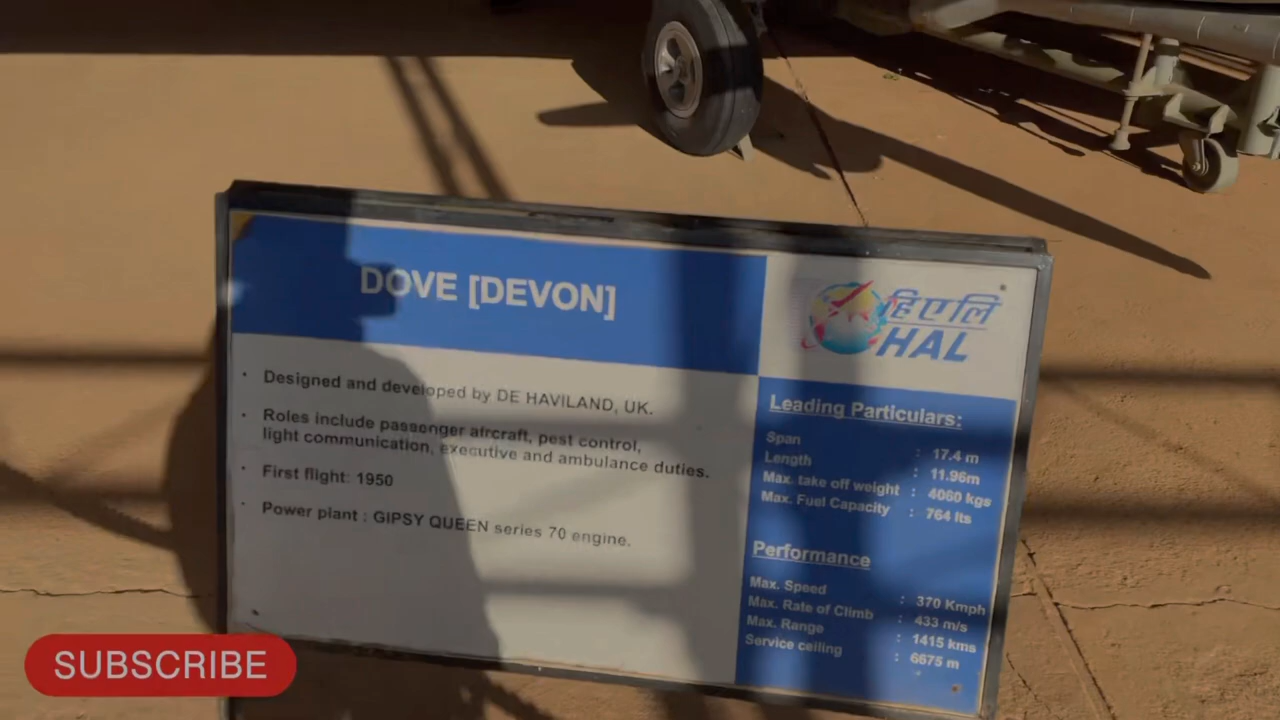 DOVE [DEVON]
हिएलि
HAL
• Designed and developed by DE HAVILAND, UK.
• Roles include passenger afrcraft, pest control,
light communication, executive and ambulance duties.
• First flight: 1950
• Power plant : GIPSY QUEEN series 70 engine.
Leading Particulars:
Span : 17.4 m
Length : 11.96m
Max. take off weight : 4060 kgs
Max. Fuel Capacity : 764 lts
Performance
Max. Speed : 370 Kmph
Max. Rate of Climb : 433 m/s
Max. Range : 1415 kms
Service ceiling : 6675 m
SUBSCRIBE